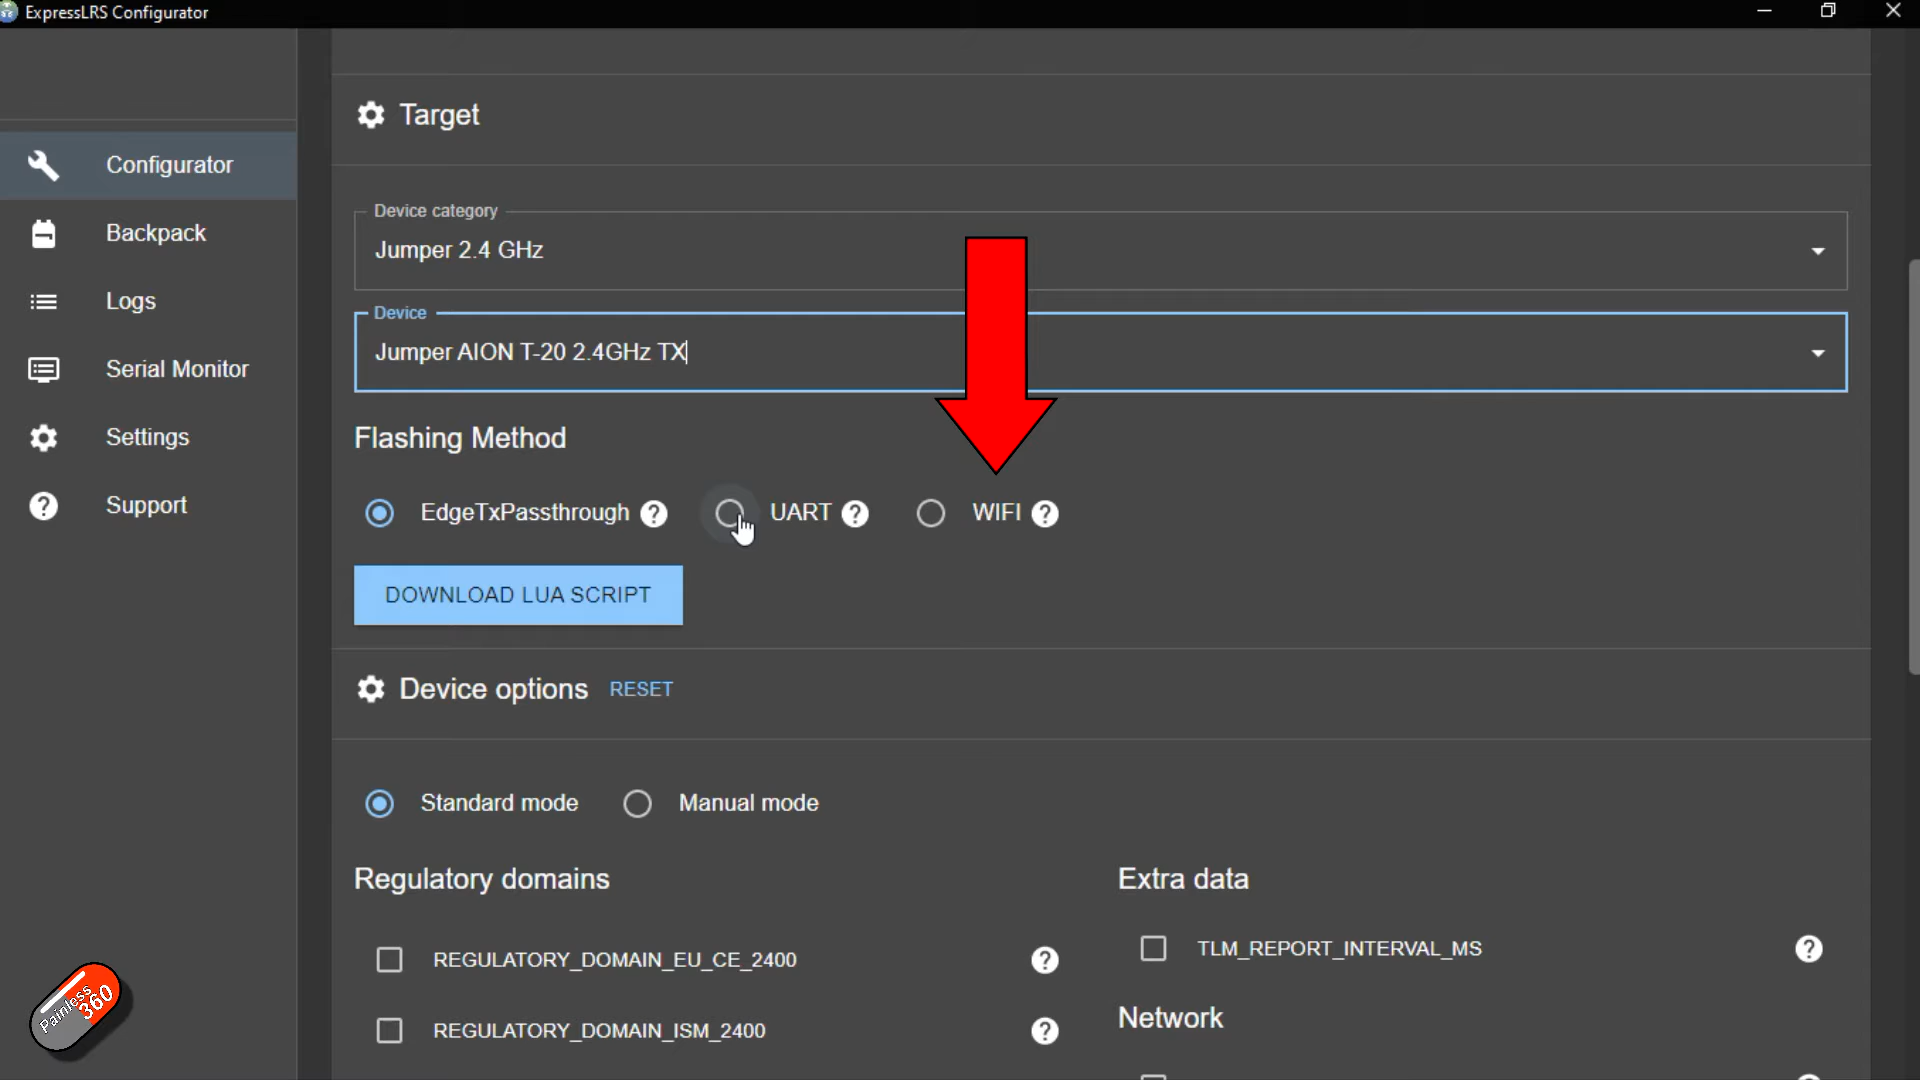 ExpressLRS Configurator
Configurator
Backpack
Logs
Serial Monitor
Settings
Support
Target
Device category
Jumper 2.4 GHz
Device
Jumper AION T-20 2.4GHz TX
Flashing Method
EdgeTxPassthrough ? UART ? WIFI ?
DOWNLOAD LUA SCRIPT
Device options RESET
Standard mode Manual mode
Regulatory domains
REGULATORY_DOMAIN_EU_CE_2400 ?
REGULATORY_DOMAIN_ISM_2400 ?
Extra data
TLM_REPORT_INTERVAL_MS ?
Network
Painless
360